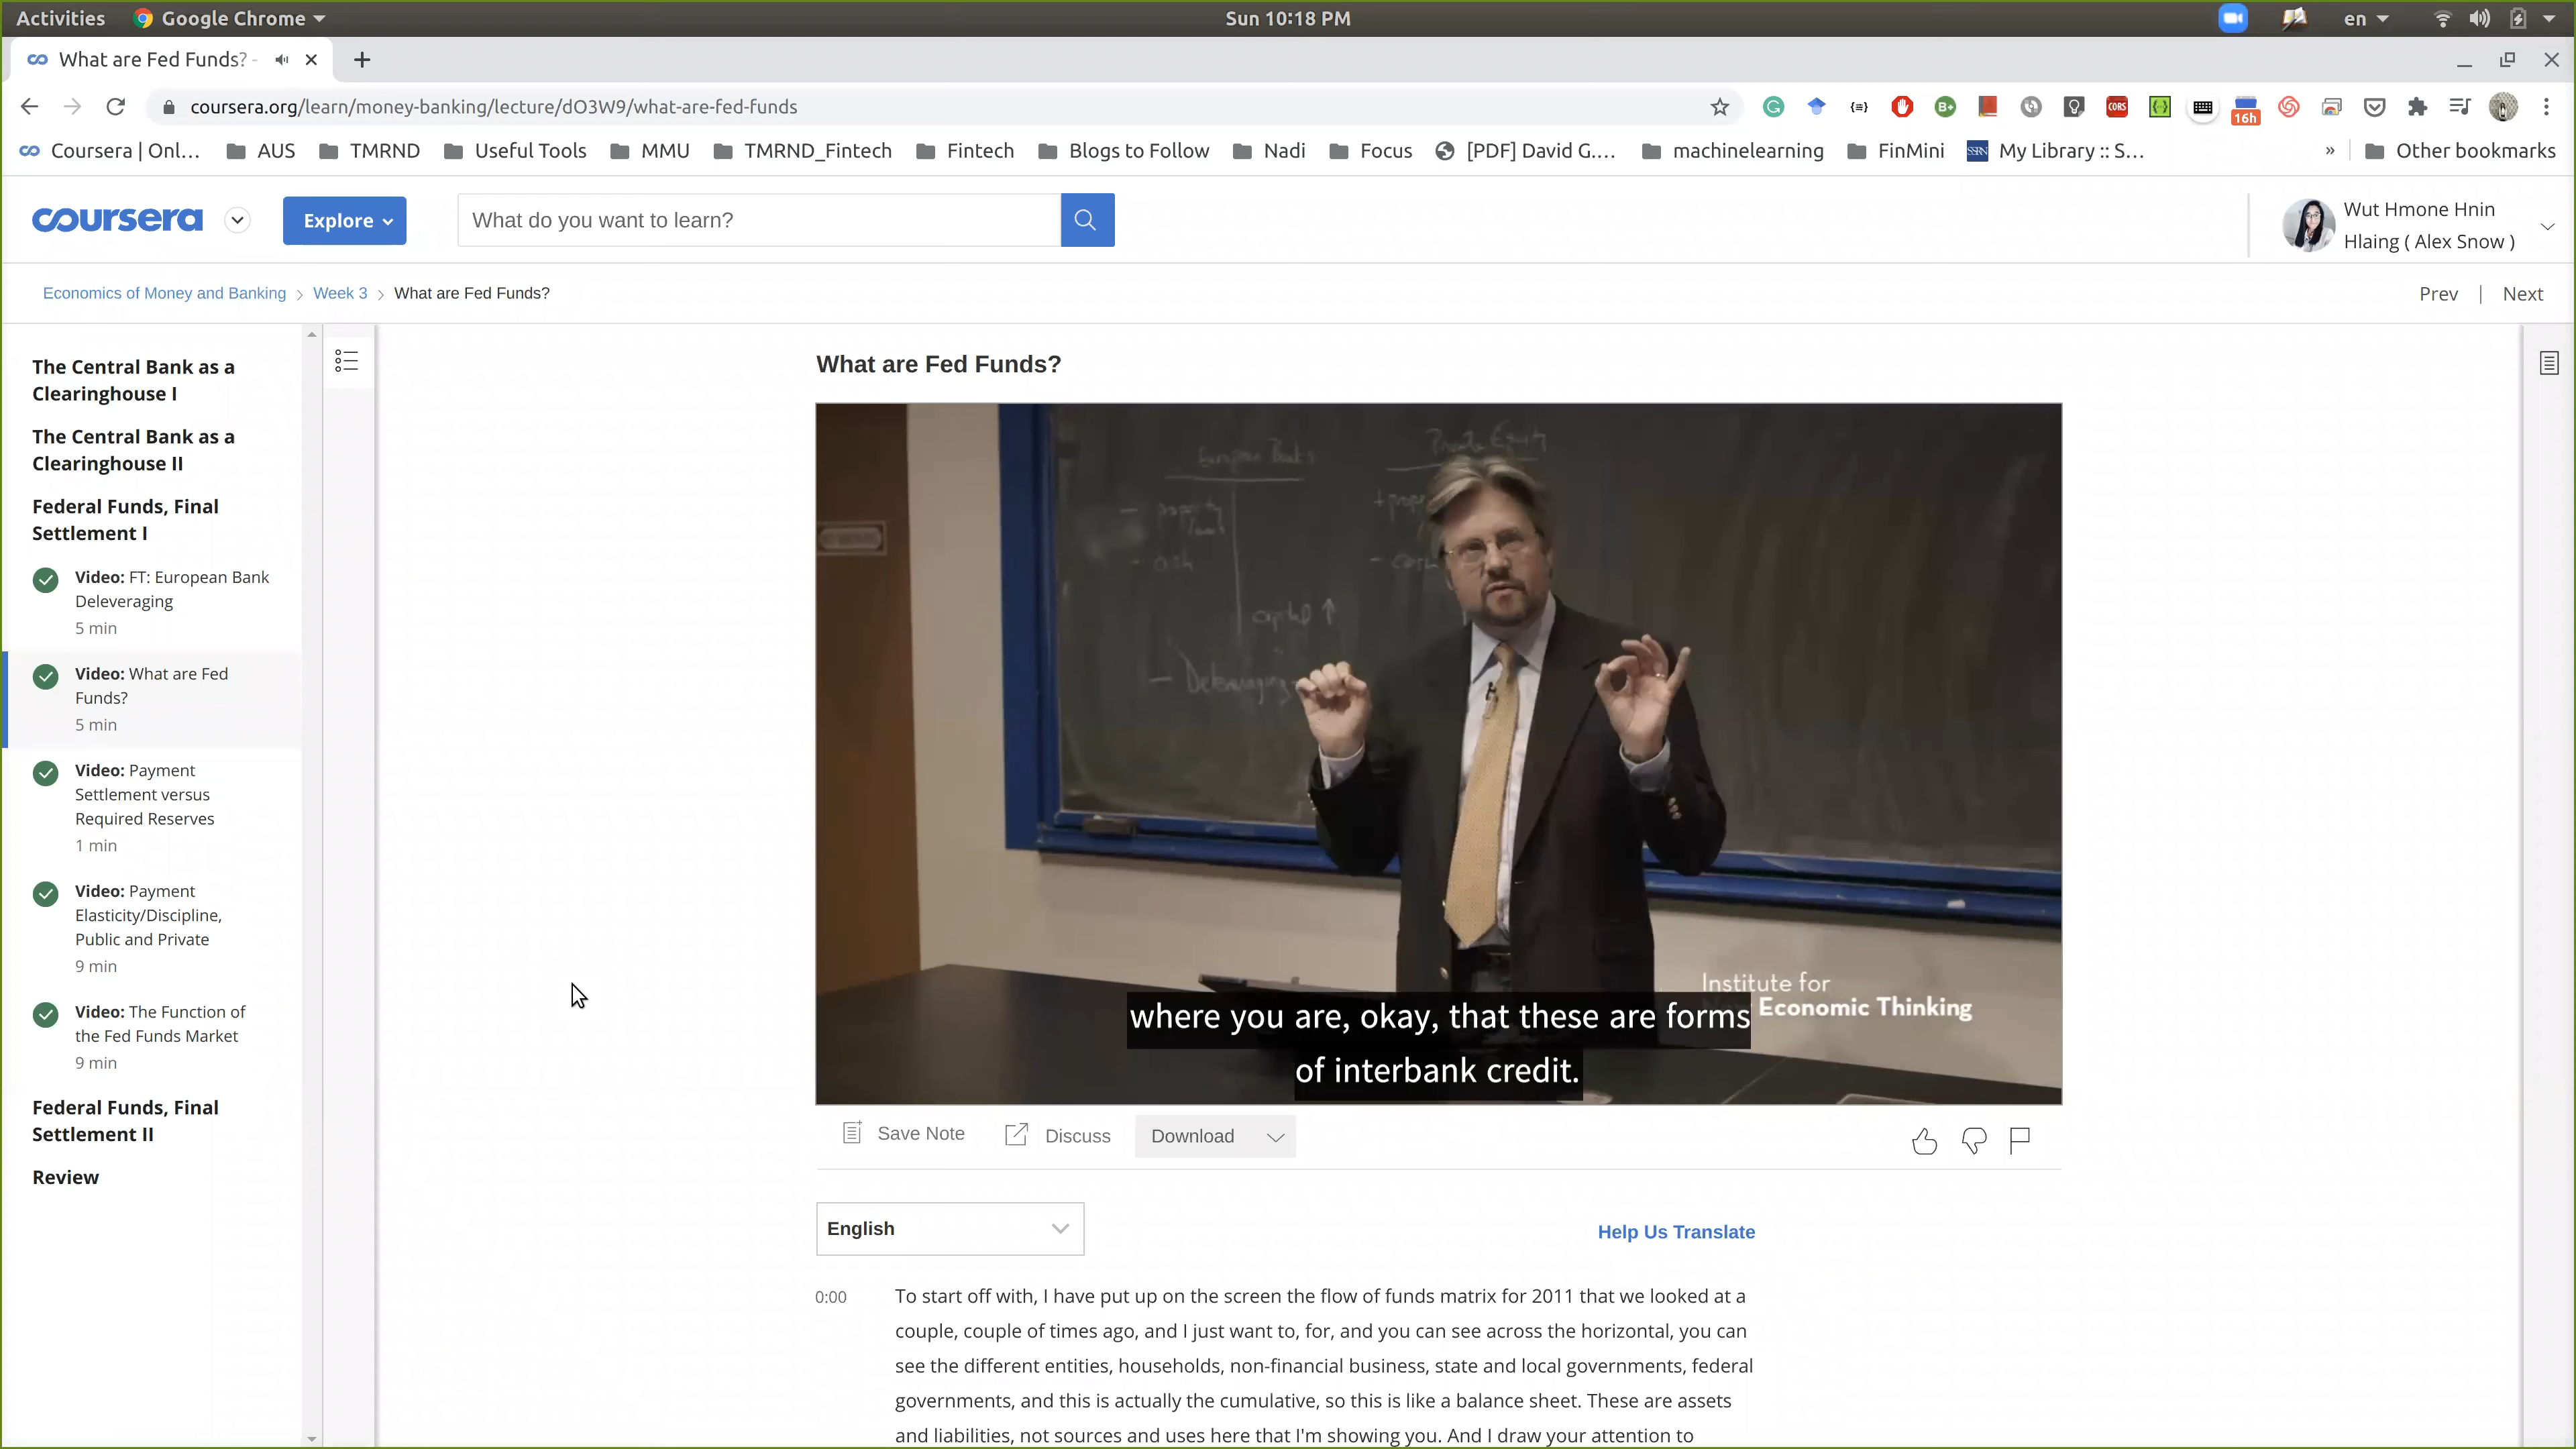 Activities Google Chrome Sun 10:18 PM en
What are Fed Funds? -
coursera.org/learn/money-banking/lecture/dO3W9/what-are-fed-funds
B+ CORS 16h
Coursera | Onl... AUS TMRND Useful Tools MMU TMRND_Fintech Fintech Blogs to Follow Nadi Focus [PDF] David G.... machinelearning FinMini SSRN My Library :: S... » Other bookmarks
coursera Explore What do you want to learn? Wut Hmone Hnin
Hlaing ( Alex Snow )
Economics of Money and Banking > Week 3 > What are Fed Funds? Prev | Next
The Central Bank as a
Clearinghouse I
The Central Bank as a
Clearinghouse II
Federal Funds, Final
Settlement I
Video: FT: European Bank
Deleveraging
5 min
Video: What are Fed
Funds?
5 min
Video: Payment
Settlement versus
Required Reserves
1 min
Video: Payment
Elasticity/Discipline,
Public and Private
9 min
Video: The Function of
the Fed Funds Market
9 min
Federal Funds, Final
Settlement II
Review
What are Fed Funds?
European Banks
Private Equity
property
cash
capital ↑
Deleveraging
Institute for
Economic Thinking
where you are, okay, that these are forms
of interbank credit.
Save Note Discuss Download
English
Help Us Translate
0:00 To start off with, I have put up on the screen the flow of funds matrix for 2011 that we looked at a
couple, couple of times ago, and I just want to, for, and you can see across the horizontal, you can
see the different entities, households, non-financial business, state and local governments, federal
governments, and this is actually the cumulative, so this is like a balance sheet. These are assets
and liabilities, not sources and uses here that I'm showing you. And I draw your attention to